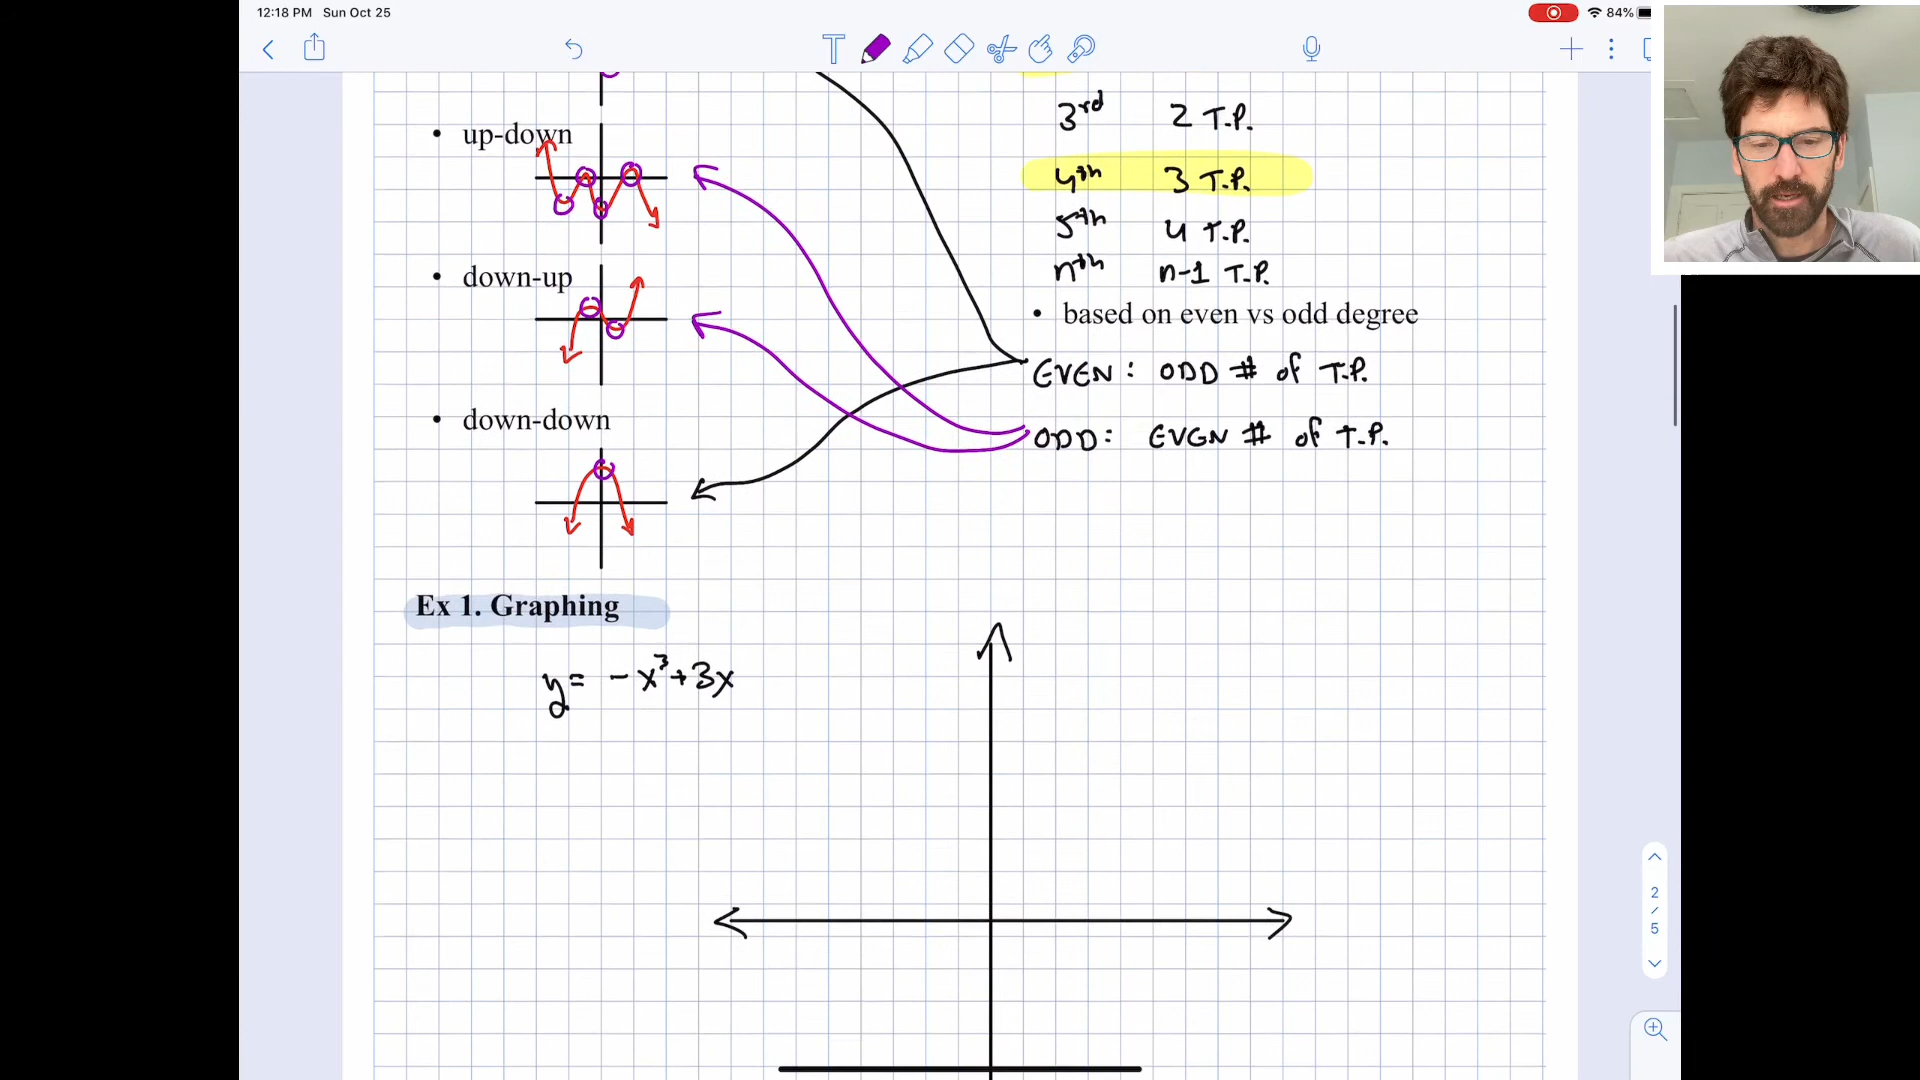 12:18 PM Sun Oct 25
84%
• up-down
• down-up
• down-down
3rd 2 T.P.
4th 3 T.P.
5th 4 T.P.
nth n-1 T.P.
• based on even vs odd degree
EVEN: ODD # of T.P.
ODD: EVEN # of T.P.
Ex 1. Graphing
y = -x³+3x
2
/
5